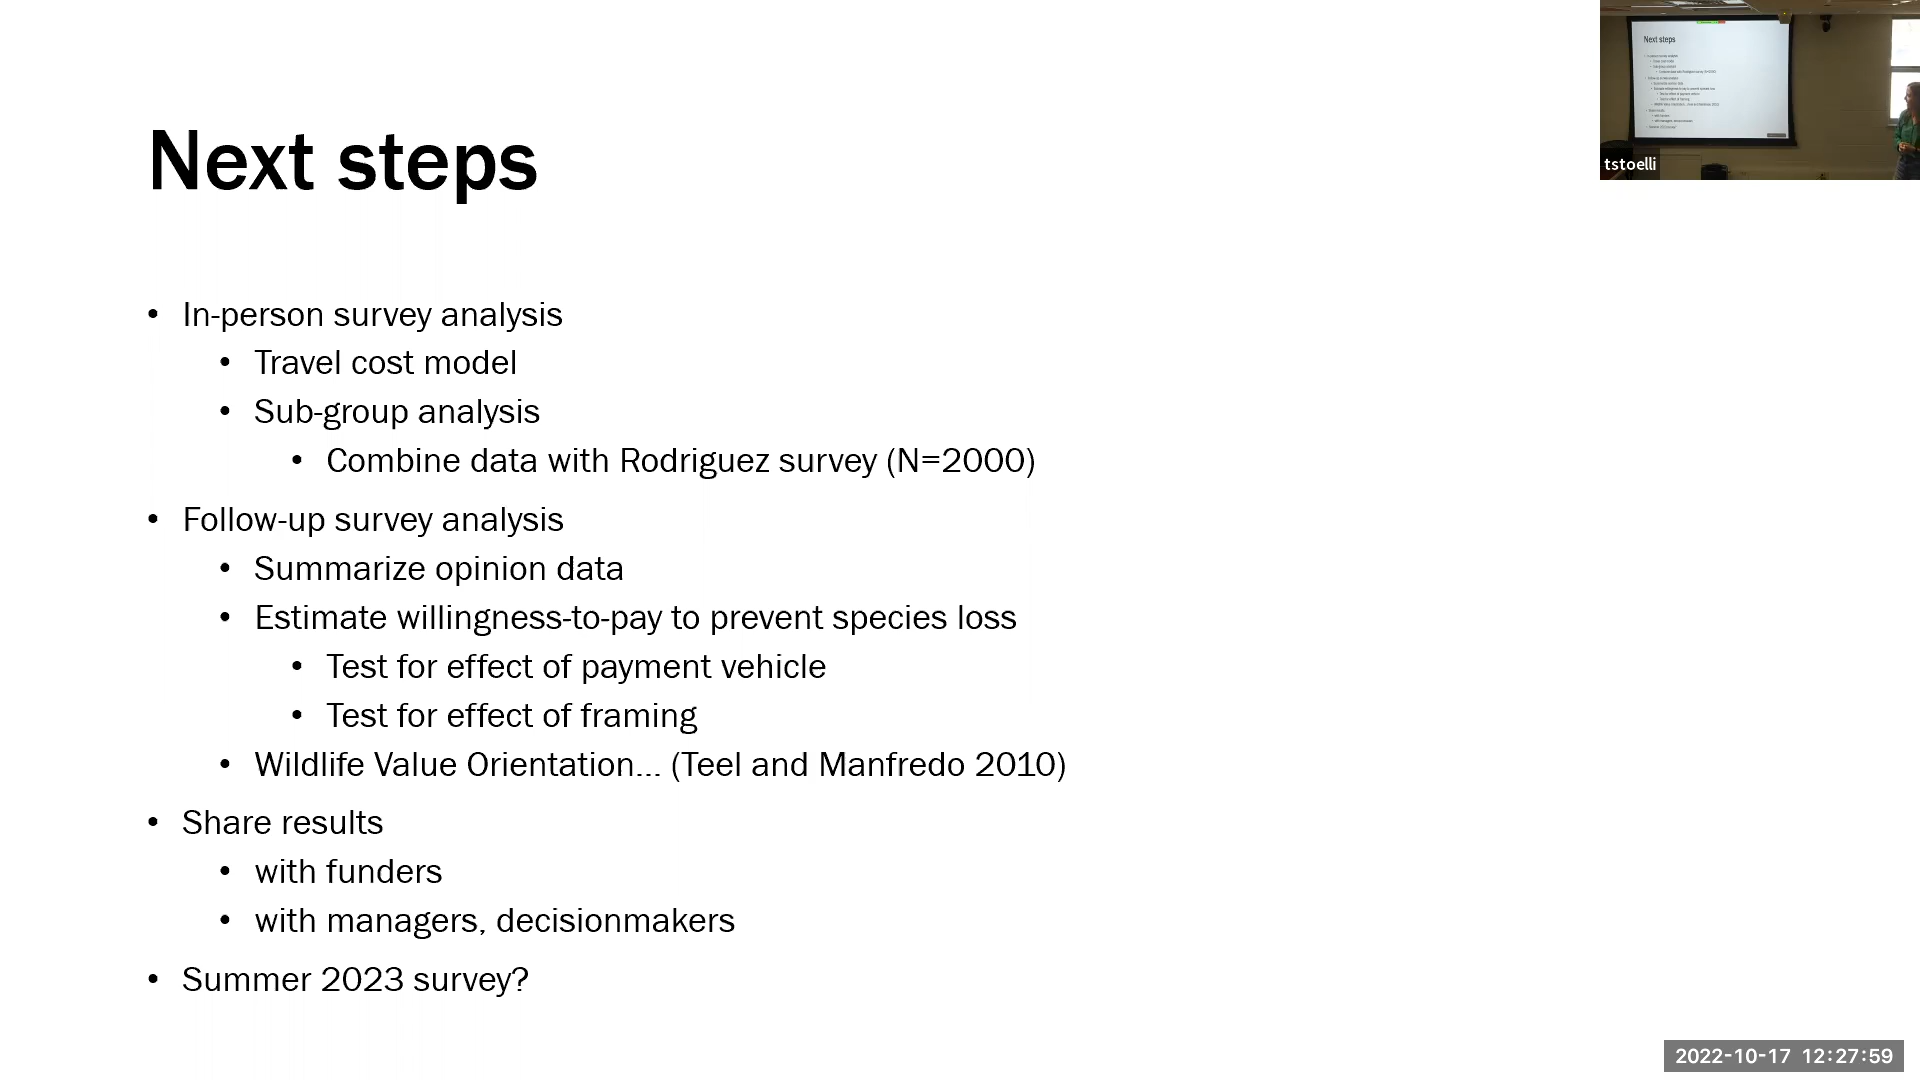 Next steps
• In-person survey analysis
• Travel cost model
• Sub-group analysis
• Combine data with Rodriguez survey (N=2000)
• Follow-up survey analysis
• Summarize opinion data
• Estimate willingness-to-pay to prevent species loss
• Test for effect of payment vehicle
• Test for effect of framing
• Wildlife Value Orientation... (Teel and Manfredo 2010)
• Share results
• with funders
• with managers, decisionmakers
• Summer 2023 survey?
Next steps
tstoelli
2022-10-17 12:27:59